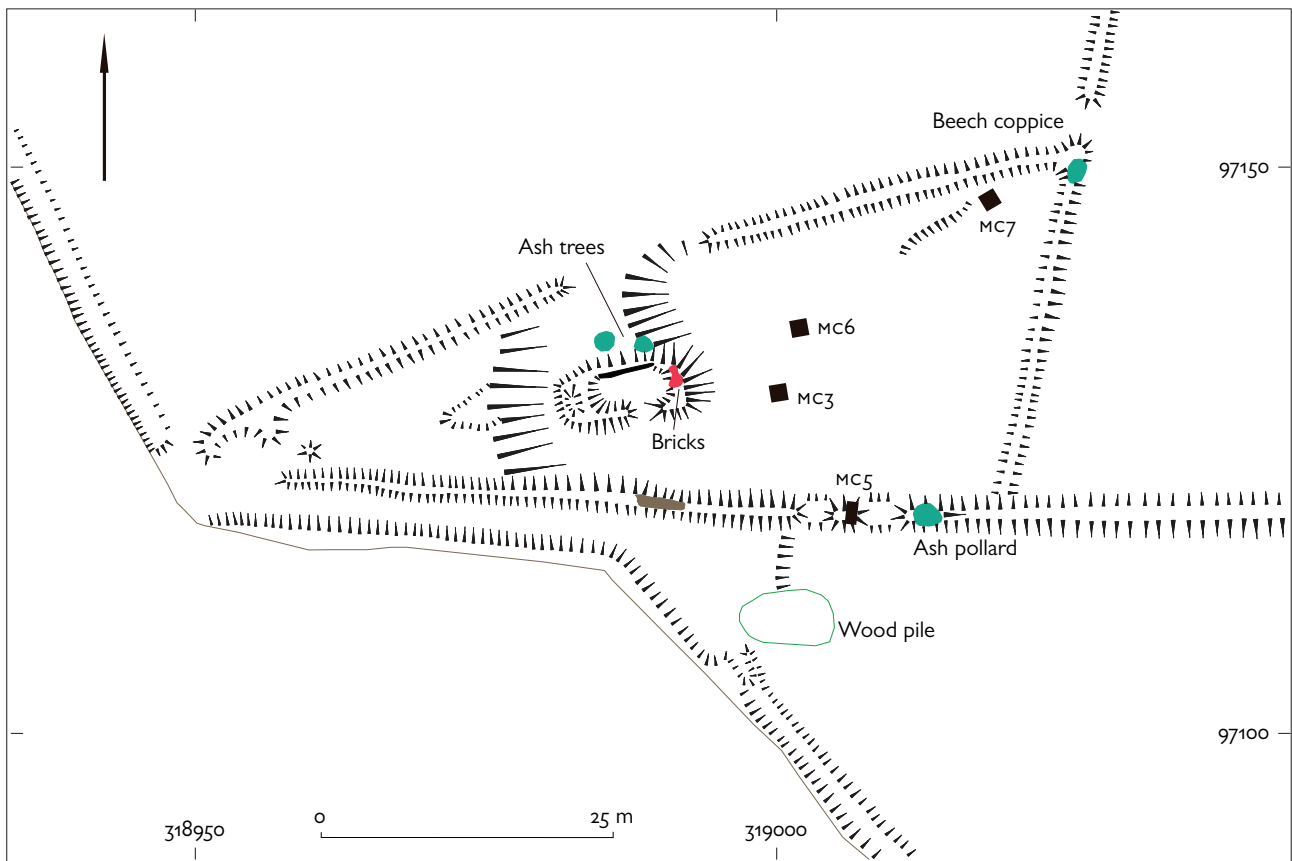 Beech coppice
97150
MC7
Ash trees
MC6
MC3
Bricks
MC5
Ash pollard
Wood pile
97100
0
25 m
318950
319000